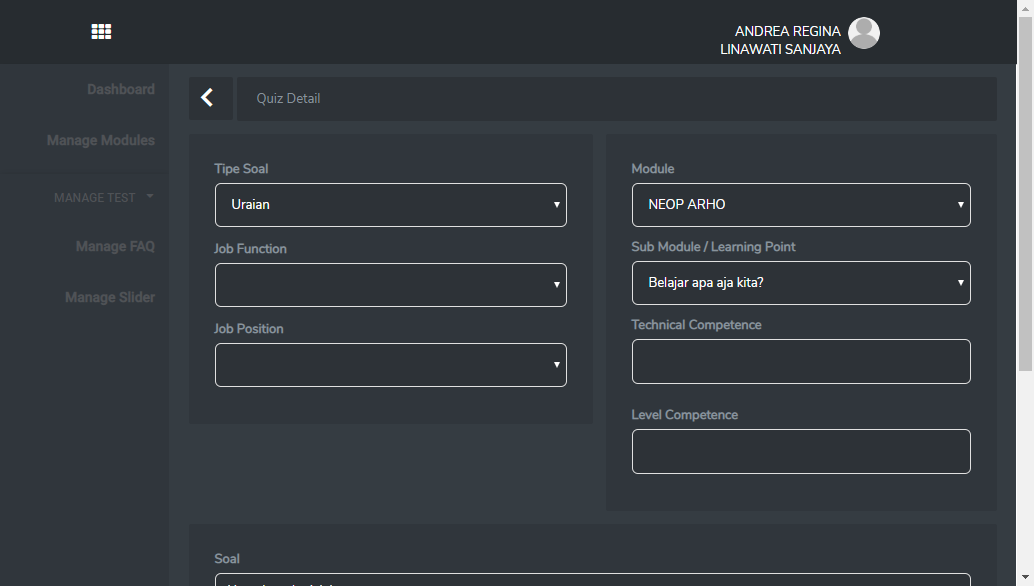 ANDREA REGINA
LINAWATI SANJAYA
Dashboard
Manage Modules
MANAGE TEST
Manage FAQ
Manage Slider
Quiz Detail
Tipe Soal
Uraian
Job Function
Job Position
Module
NEOP ARHO
Sub Module / Learning Point
Belajar apa aja kita?
Technical Competence
Level Competence
Soal